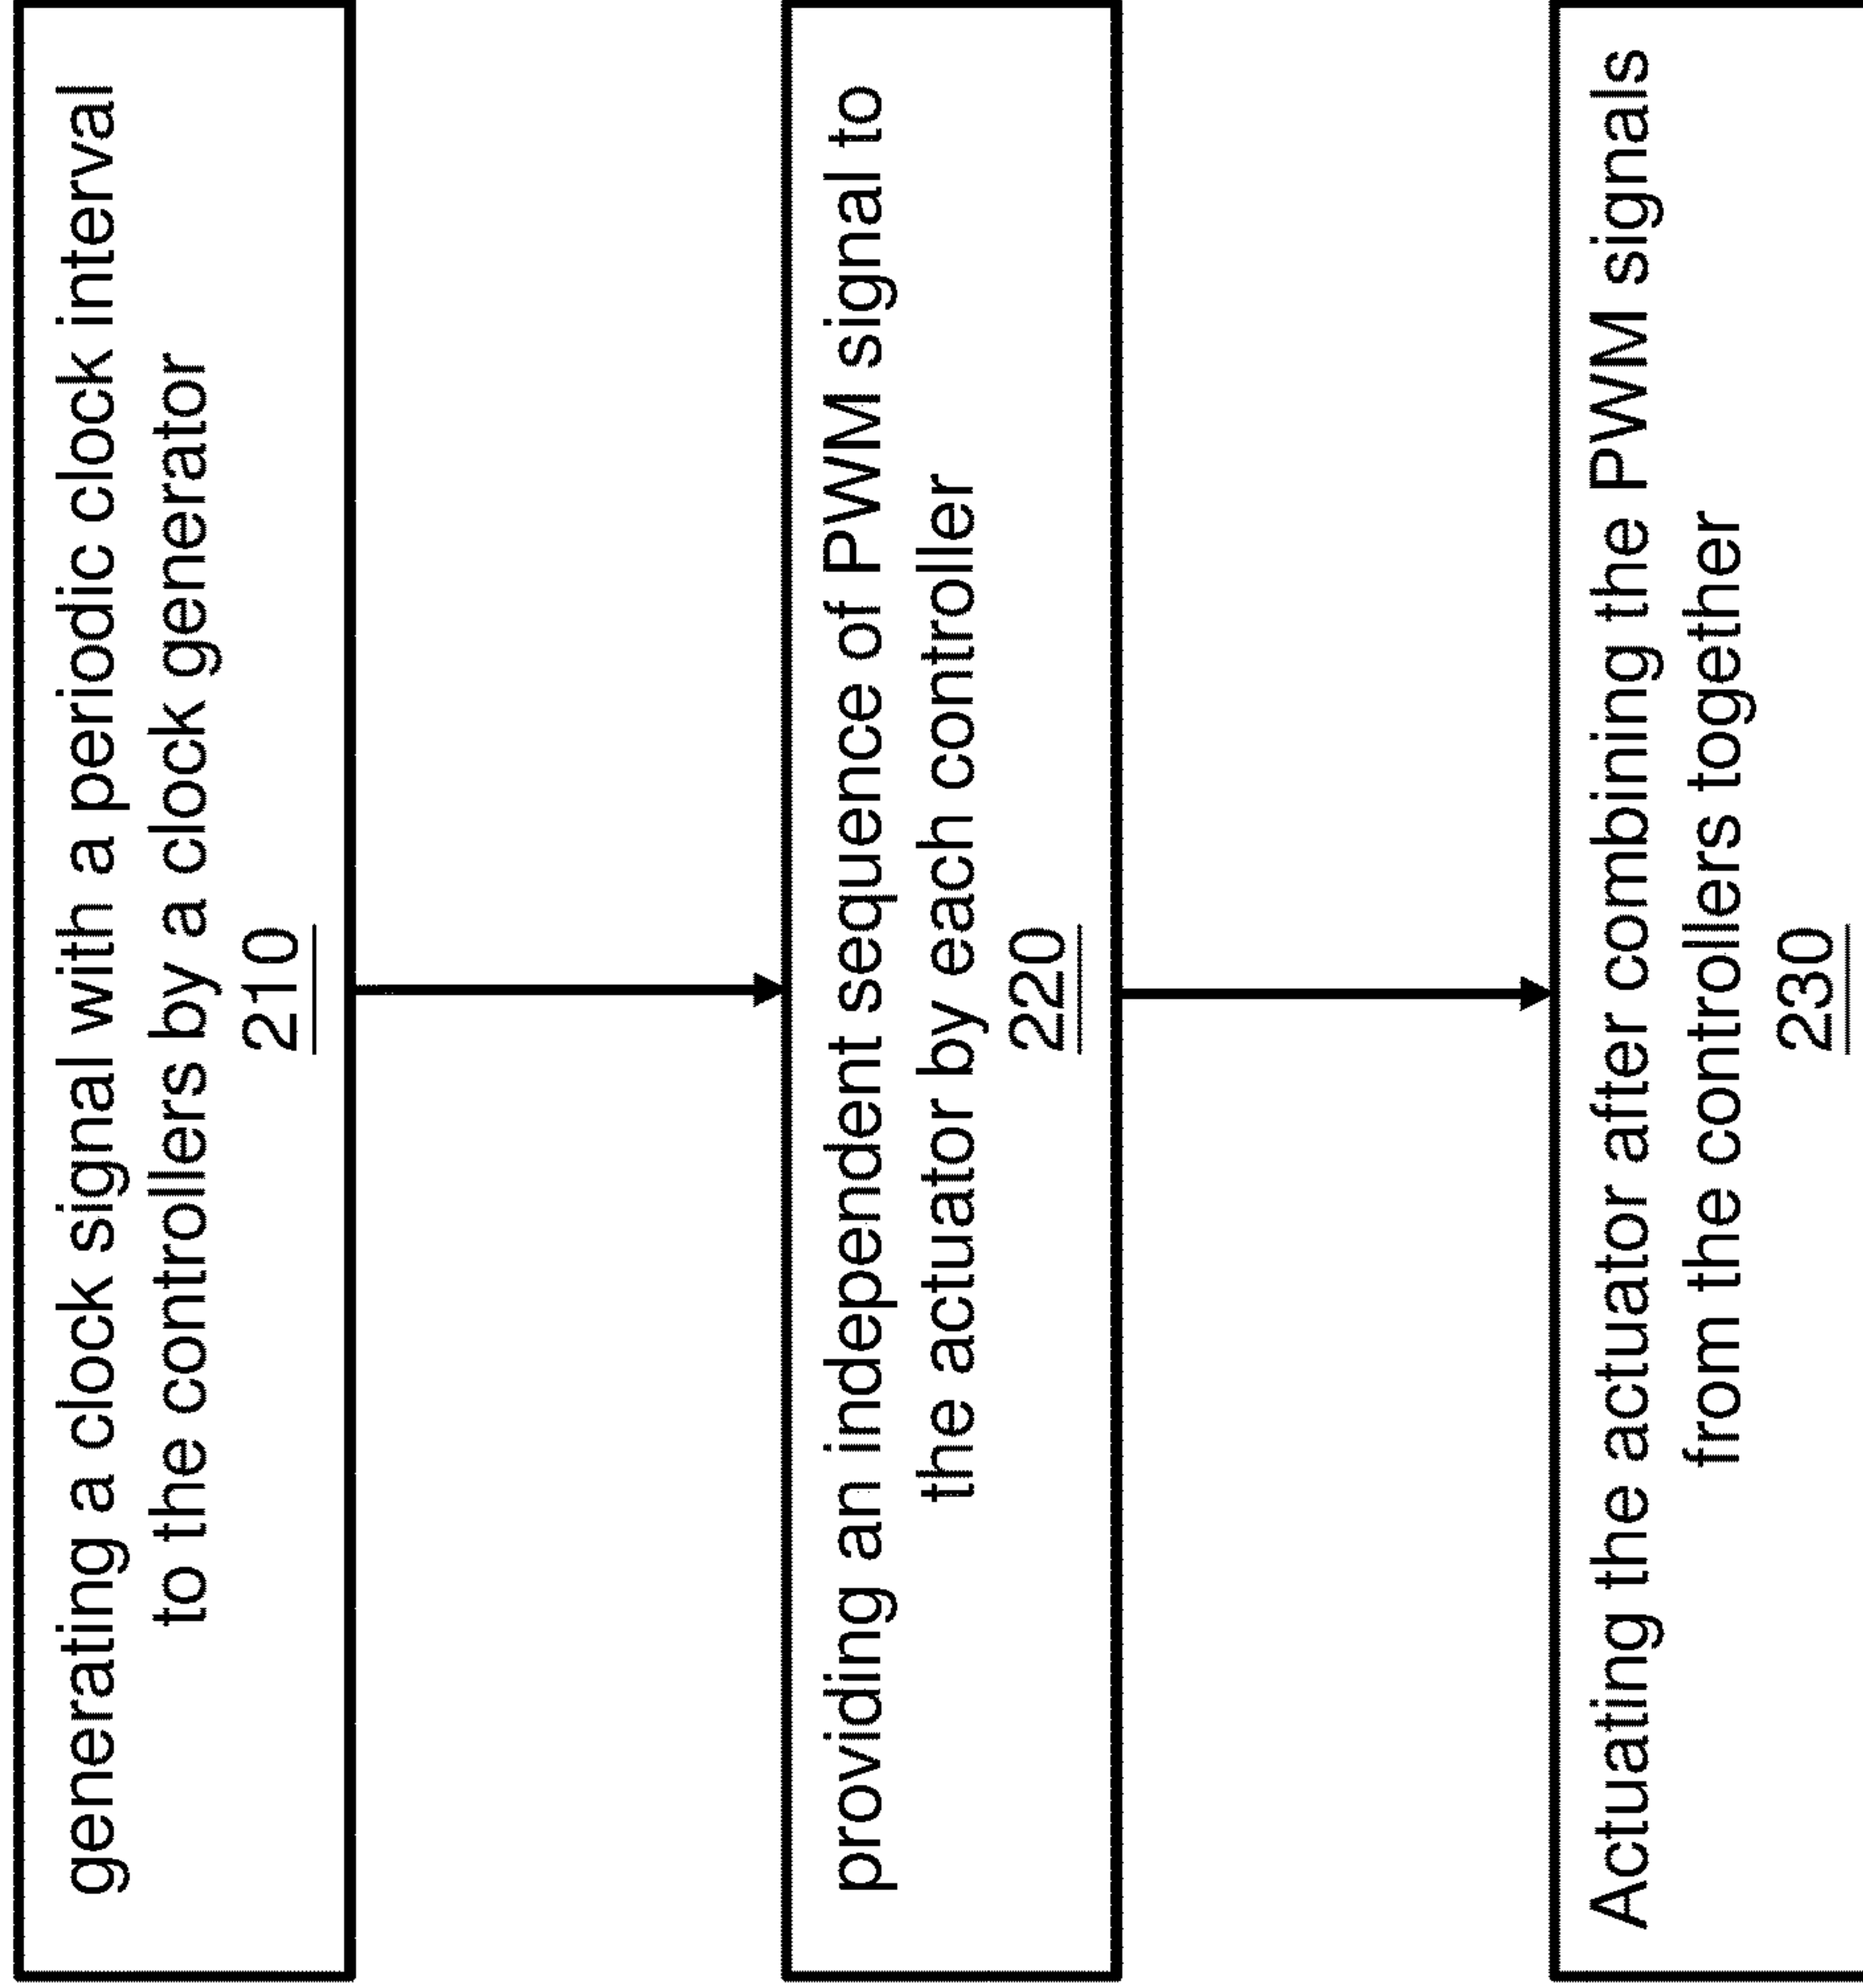 generating a clock signal with a periodic clock interval
to the controllers by a clock generator
210
providing an independent sequence of PWM signal to
the actuator by each controller
220
Actuating the actuator after combining the PWM signals
from the controllers together
230